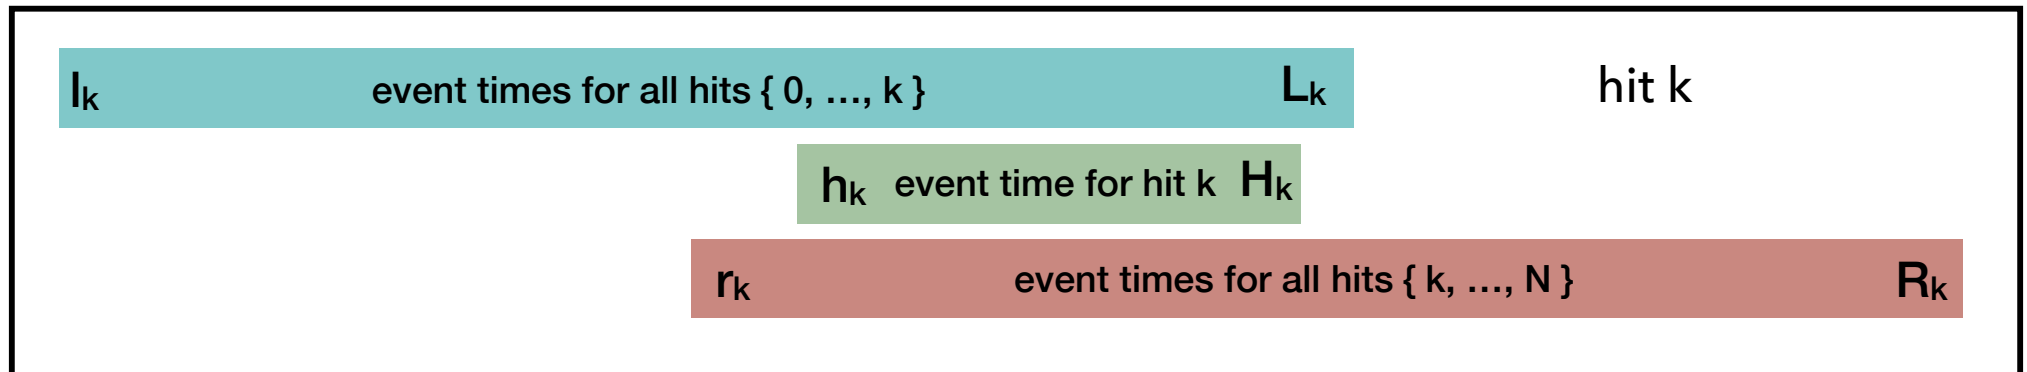 lₖ event times for all hits { 0, …, k } Lₖ hit k
hₖ event time for hit k Hₖ
rₖ event times for all hits { k, …, N } Rₖ